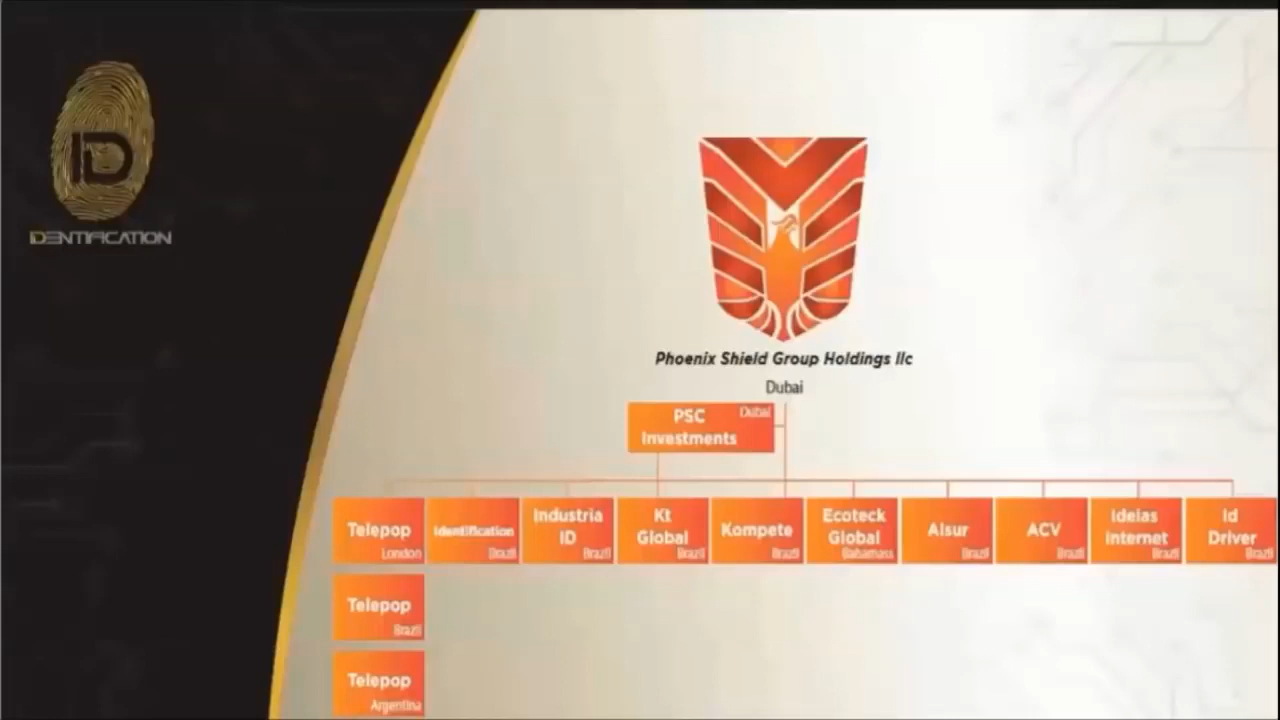 ID
IDENTIFICATION
Phoenix Shield Group Holdings llc
Dubai
PSC
Dubai
Investments
Telepop
London
Identification
Brazil
Industria
ID
Brazil
Kt
Global
Brazil
Kompete
Brazil
Ecoteck
Global
Bahamass
Alsur
Brazil
ACV
Brazil
Ideias
Internet
Brazil
Id
Driver
Brazil
Telepop
Brazil
Telepop
Argentina